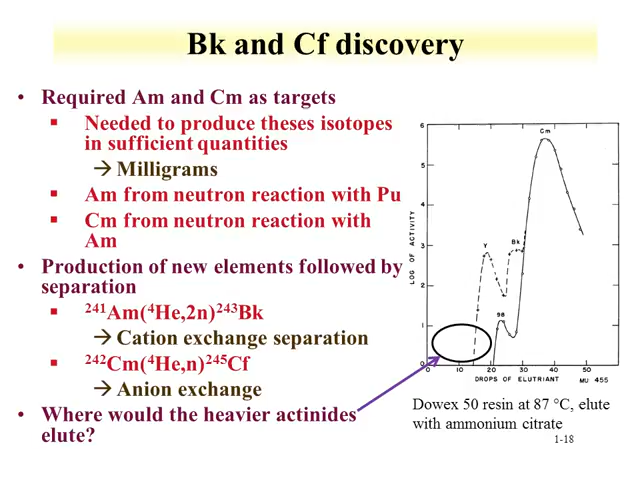 Bk and Cf discovery
• Required Am and Cm as targets
▪ Needed to produce theses isotopes
in sufficient quantities
→ Milligrams
▪ Am from neutron reaction with Pu
▪ Cm from neutron reaction with
Am
• Production of new elements followed by
separation
▪ ²⁴¹Am(⁴He,2n)²⁴³Bk
→ Cation exchange separation
▪ ²⁴²Cm(⁴He,n)²⁴⁵Cf
→ Anion exchange
• Where would the heavier actinides
elute?
LOG OF ACTIVITY
6
5
4
3
2
1
0
Cm
Y
Bk
98
0 10 20 30 40 50
DROPS OF ELUTRIANT
MU 455
Dowex 50 resin at 87 °C, elute
with ammonium citrate
1-18